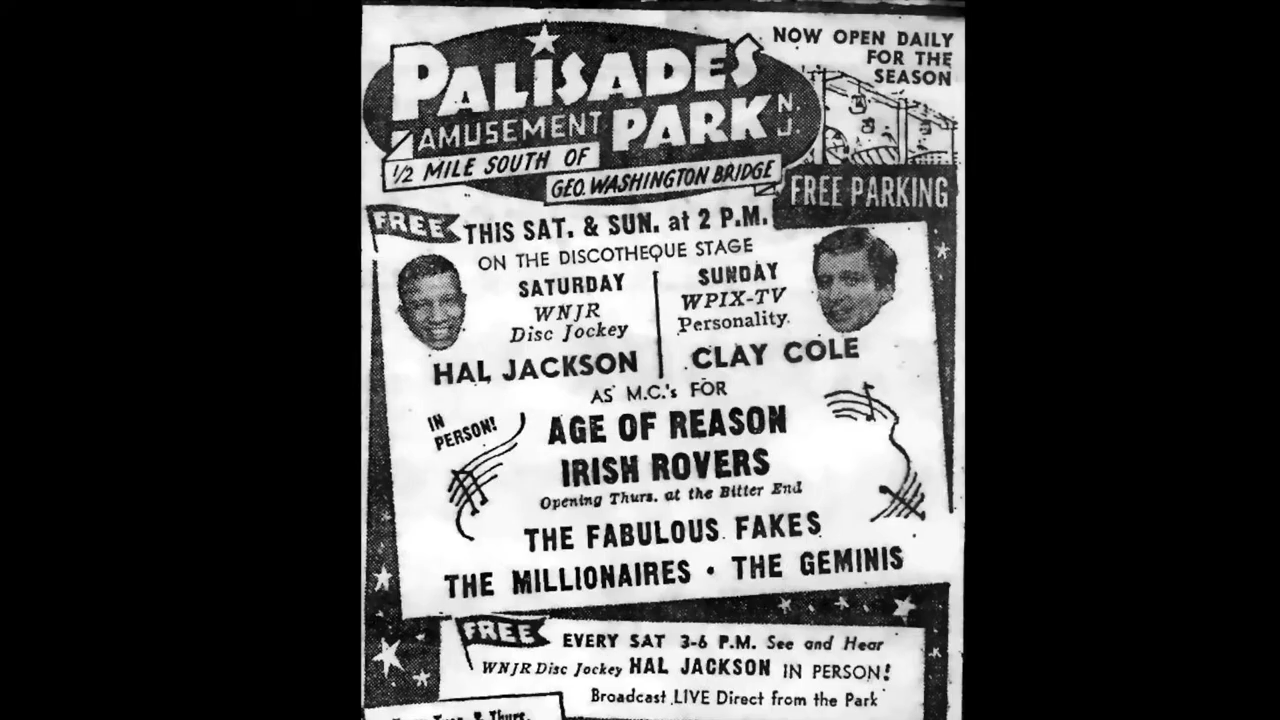 PALISADES
AMUSEMENT PARK N.J.
1/2 MILE SOUTH OF
GEO. WASHINGTON BRIDGE
NOW OPEN DAILY
FOR THE
SEASON
FREE PARKING
FREE THIS SAT. & SUN. at 2 P.M.
ON THE DISCOTHEQUE STAGE
SATURDAY
WNJR
Disc Jockey
HAL JACKSON
SUNDAY
WPIX-TV
Personality.
CLAY COLE
AS M.C.'s FOR
IN
PERSON!
AGE OF REASON
IRISH ROVERS
Opening Thurs. at the Bitter End
THE FABULOUS FAKES
THE MILLIONAIRES • THE GEMINIS
FREE EVERY SAT 3-6 P.M. See and Hear
WNJR Disc Jockey HAL JACKSON IN PERSON!
Broadcast LIVE Direct from the Park
Tues. & Thurs.